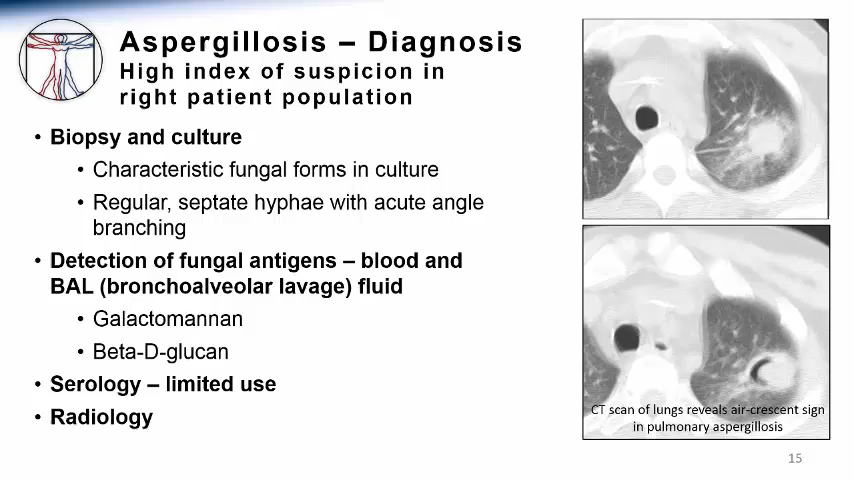 Aspergillosis – Diagnosis
High index of suspicion in
right patient population
• Biopsy and culture
• Characteristic fungal forms in culture
• Regular, septate hyphae with acute angle
branching
• Detection of fungal antigens – blood and
BAL (bronchoalveolar lavage) fluid
• Galactomannan
• Beta-D-glucan
• Serology – limited use
• Radiology
CT scan of lungs reveals air-crescent sign
in pulmonary aspergillosis
15